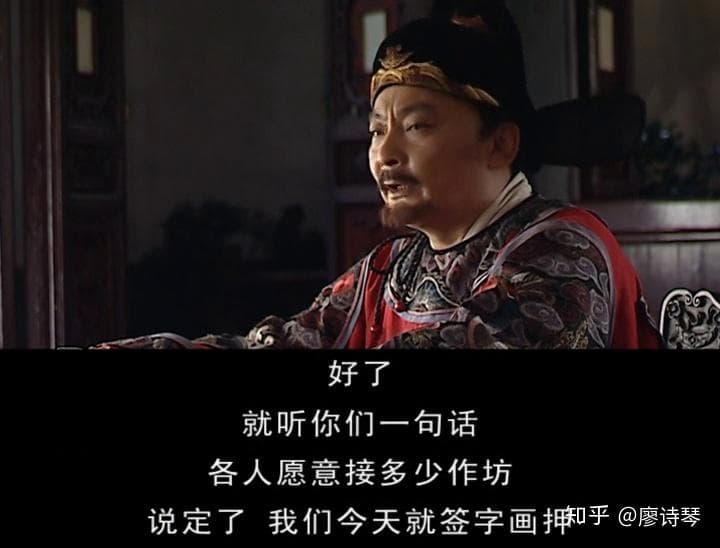 好了
就听你们一句话
各人愿意接多少作坊
说定了 我们今天就签字画押
知乎 @廖诗琴